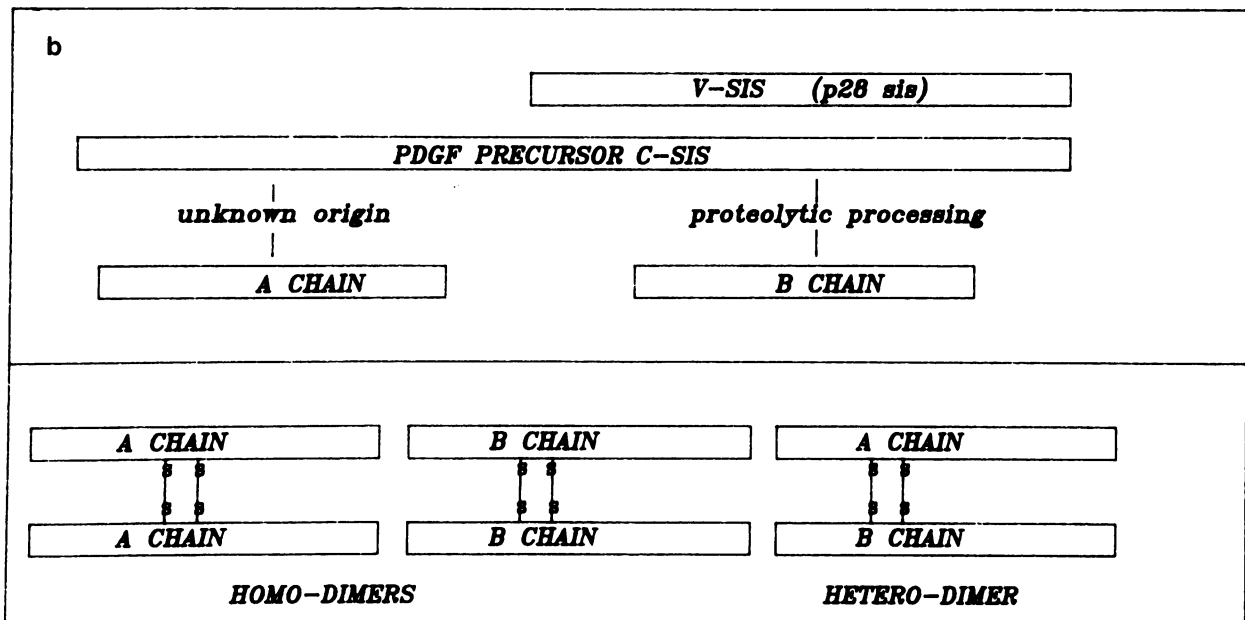 b
V-SIS (p28 sis)
PDGF PRECURSOR C-SIS
unknown origin proteolytic processing
A CHAIN B CHAIN
A CHAIN B CHAIN A CHAIN
S S S S S S
S S S S S S
A CHAIN B CHAIN B CHAIN
HOMO-DIMERS HETERO-DIMER